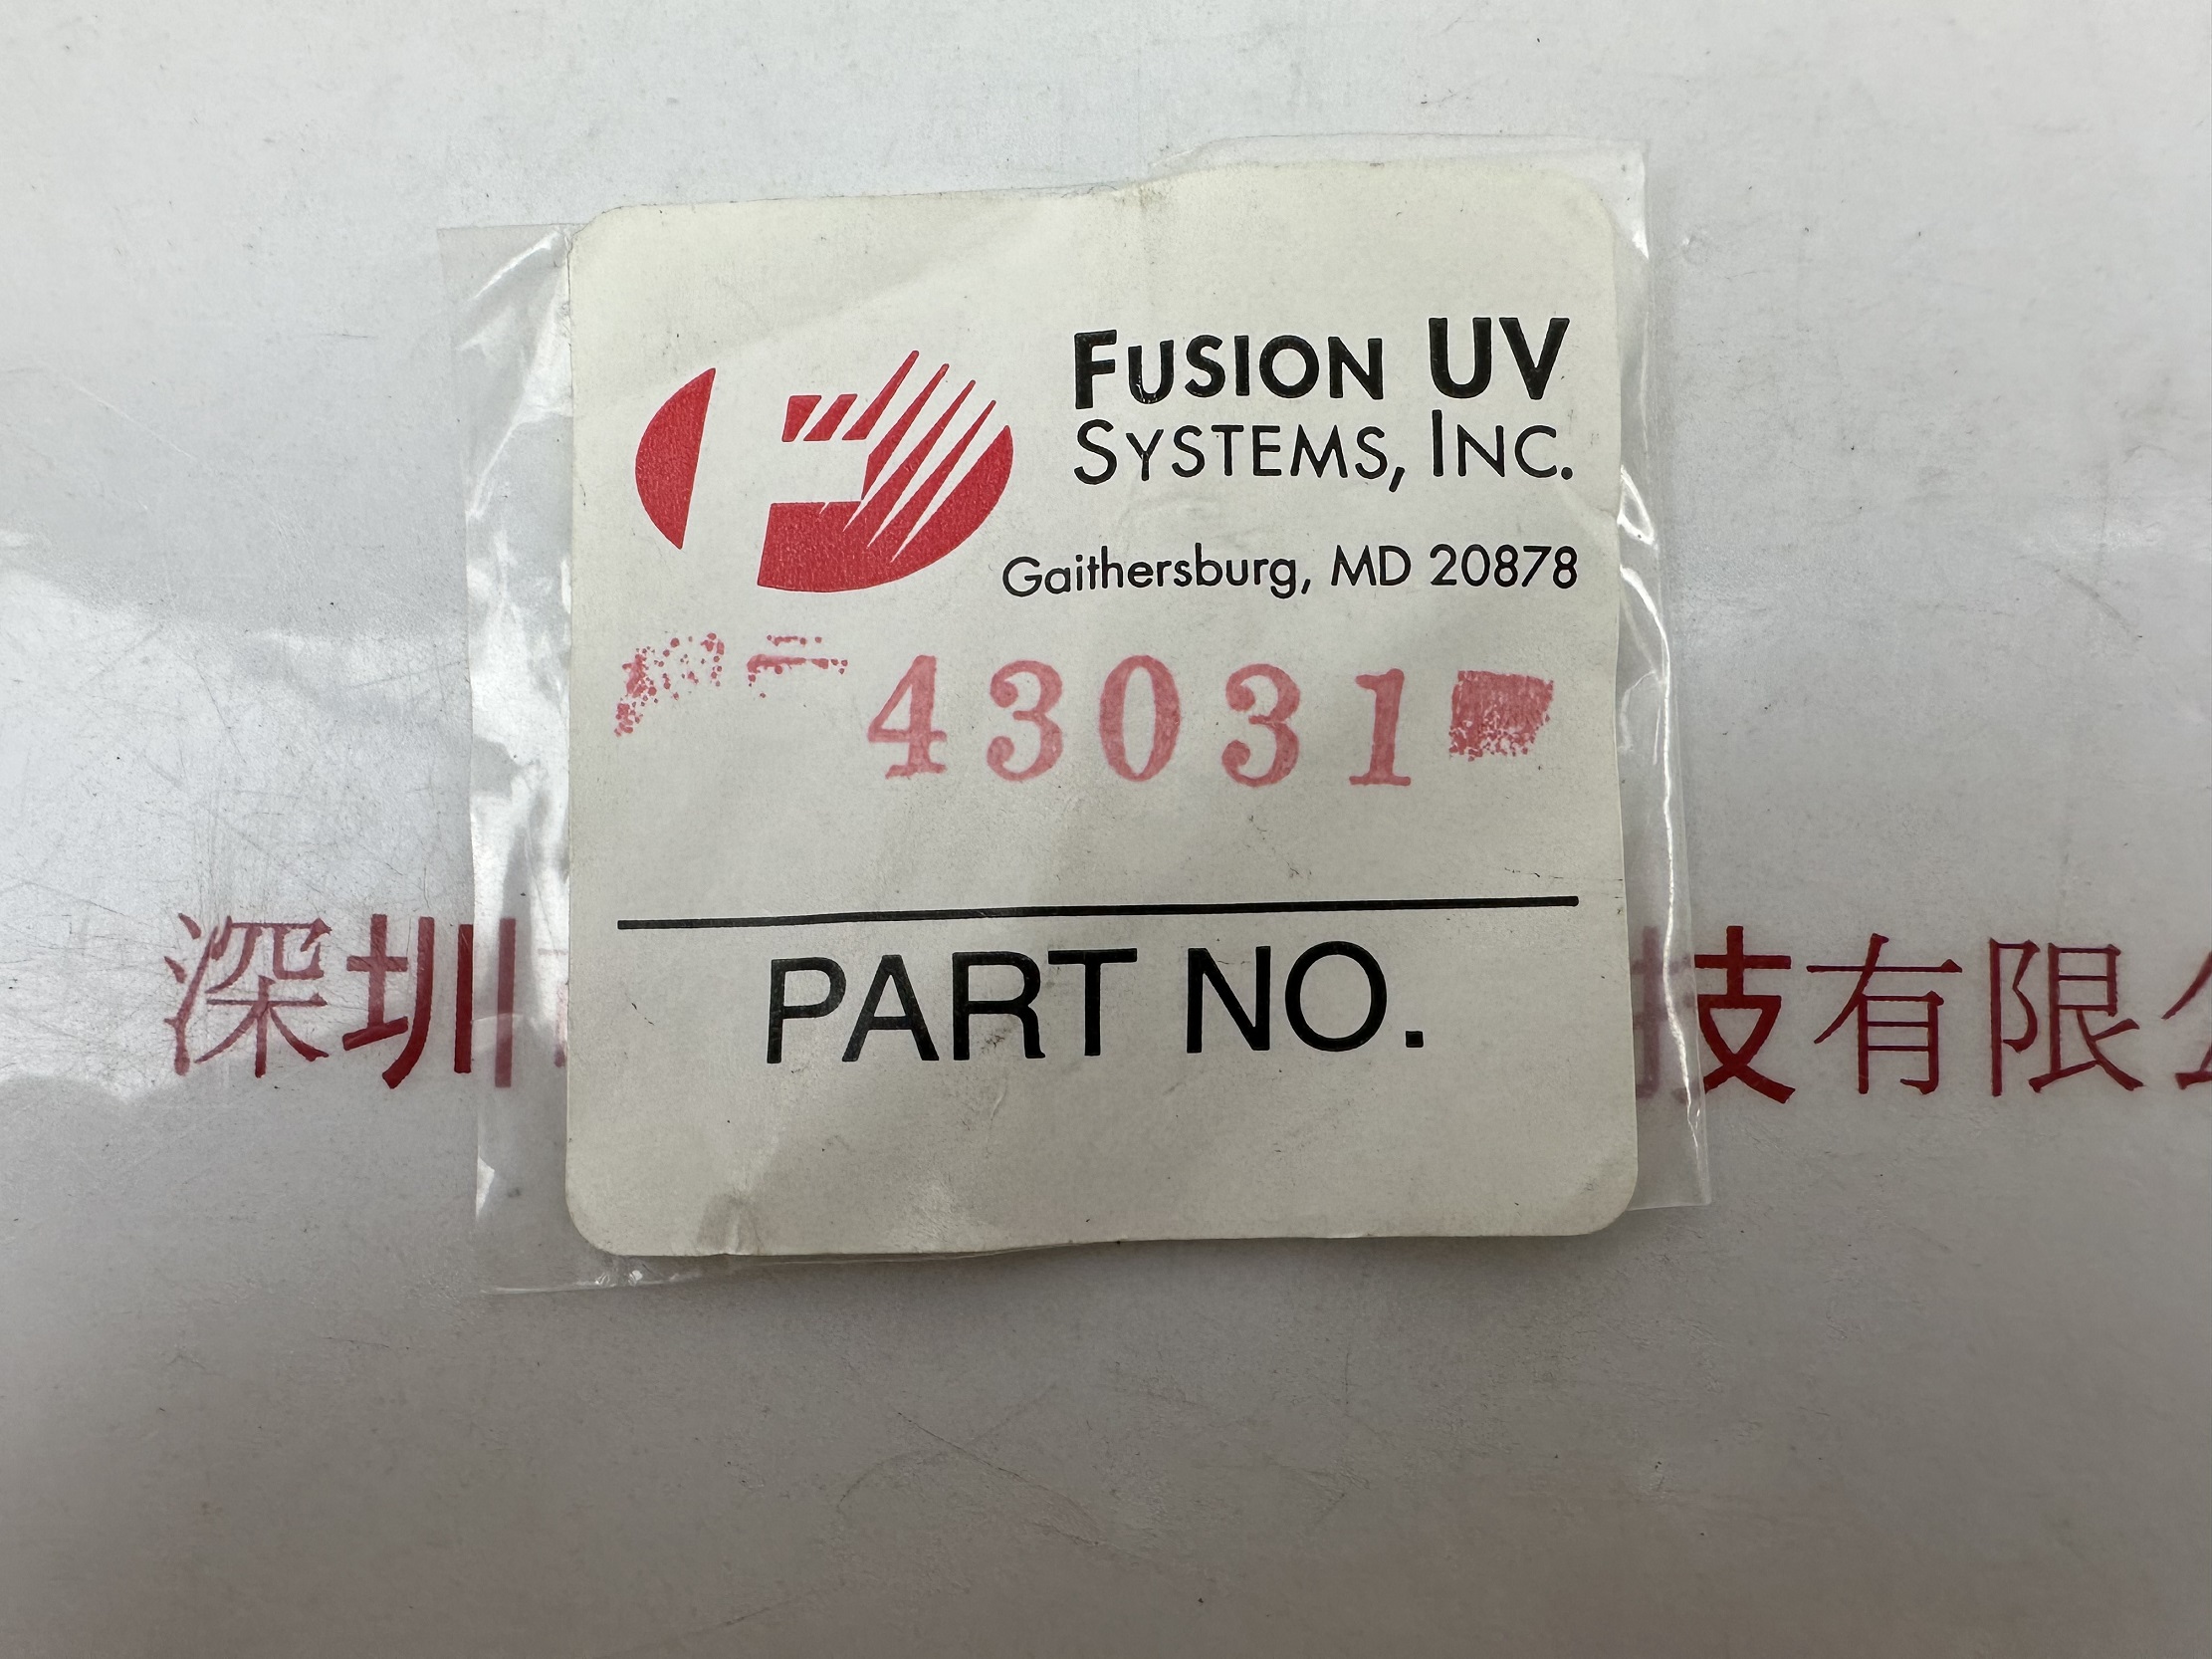 FUSION UV
SYSTEMS, INC.
Gaithersburg, MD 20878
43031
PART NO.
深圳 技有限